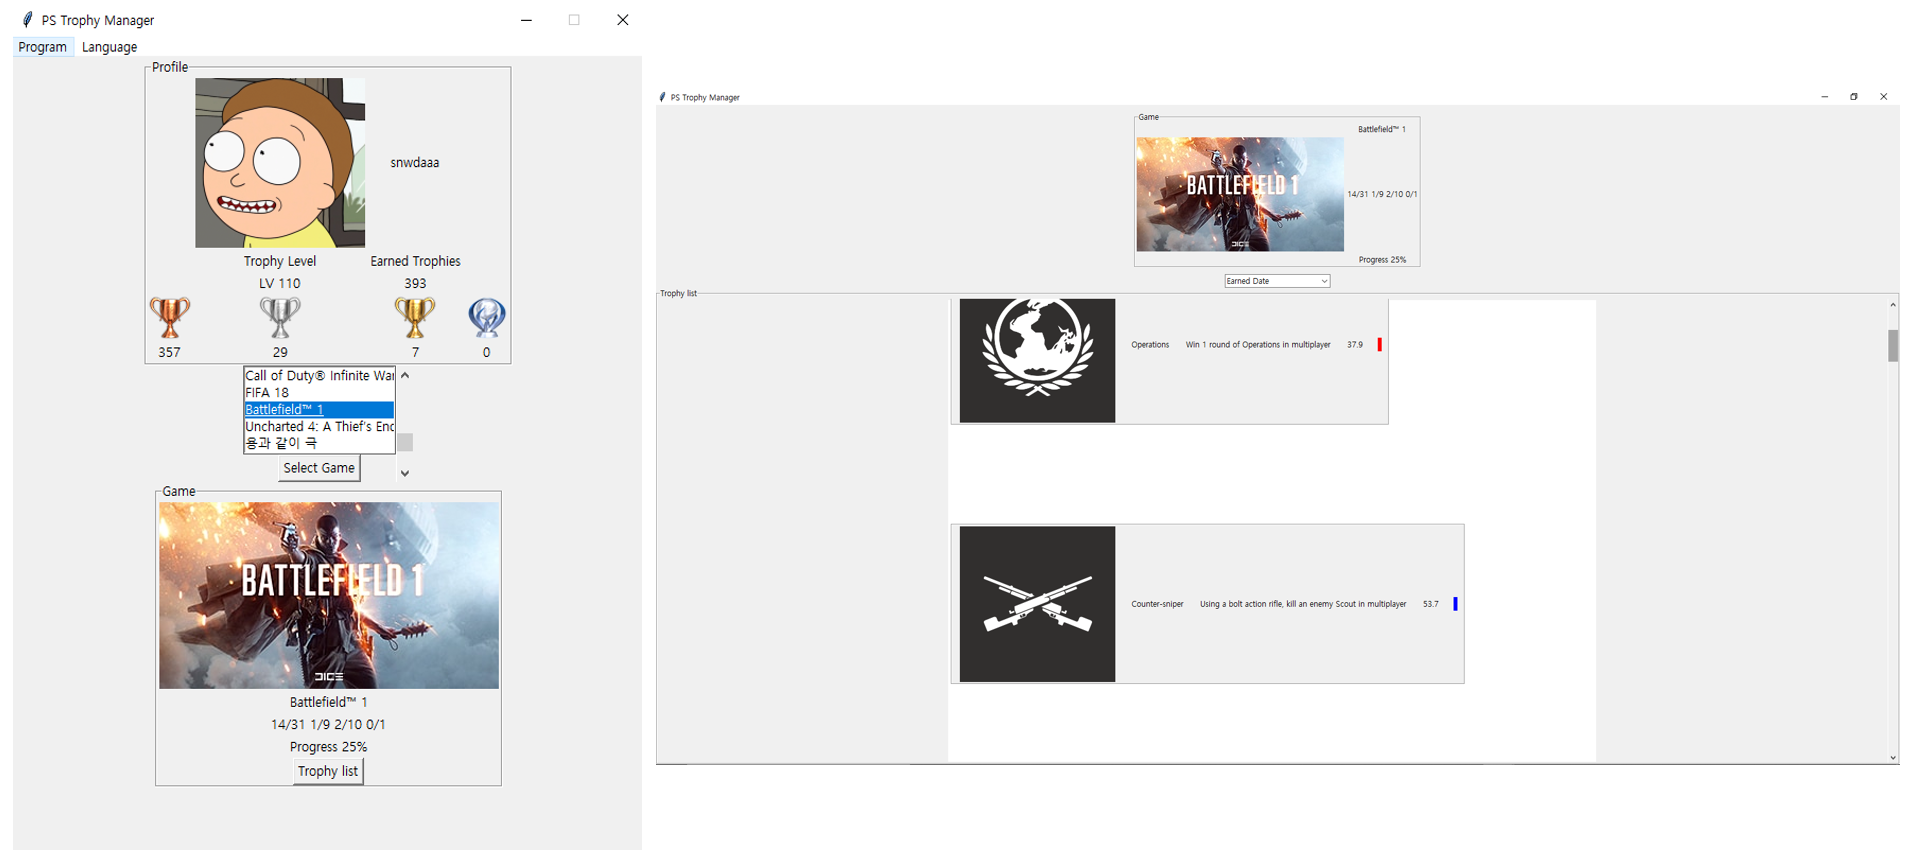 PS Trophy Manager
Program Language
Profile
snwdaaa
Trophy Level Earned Trophies
LV 110 393
357 29 7 0
Call of Duty® Infinite War
FIFA 18
Battlefield™ 1
Uncharted 4: A Thief's End
용과 같이 극
Select Game
Game
BATTLEFIELD 1
DICE
Battlefield™ 1
14/31 1/9 2/10 0/1
Progress 25%
Trophy list
PS Trophy Manager
Game
Battlefield™ 1
BATTLEFIELD 1
14/31 1/9 2/10 0/1
DICE
Progress 25%
Earned Date
Trophy list
Operations Win 1 round of Operations in multiplayer 37.9
Counter-sniper Using a bolt action rifle, kill an enemy Scout in multiplayer 53.7